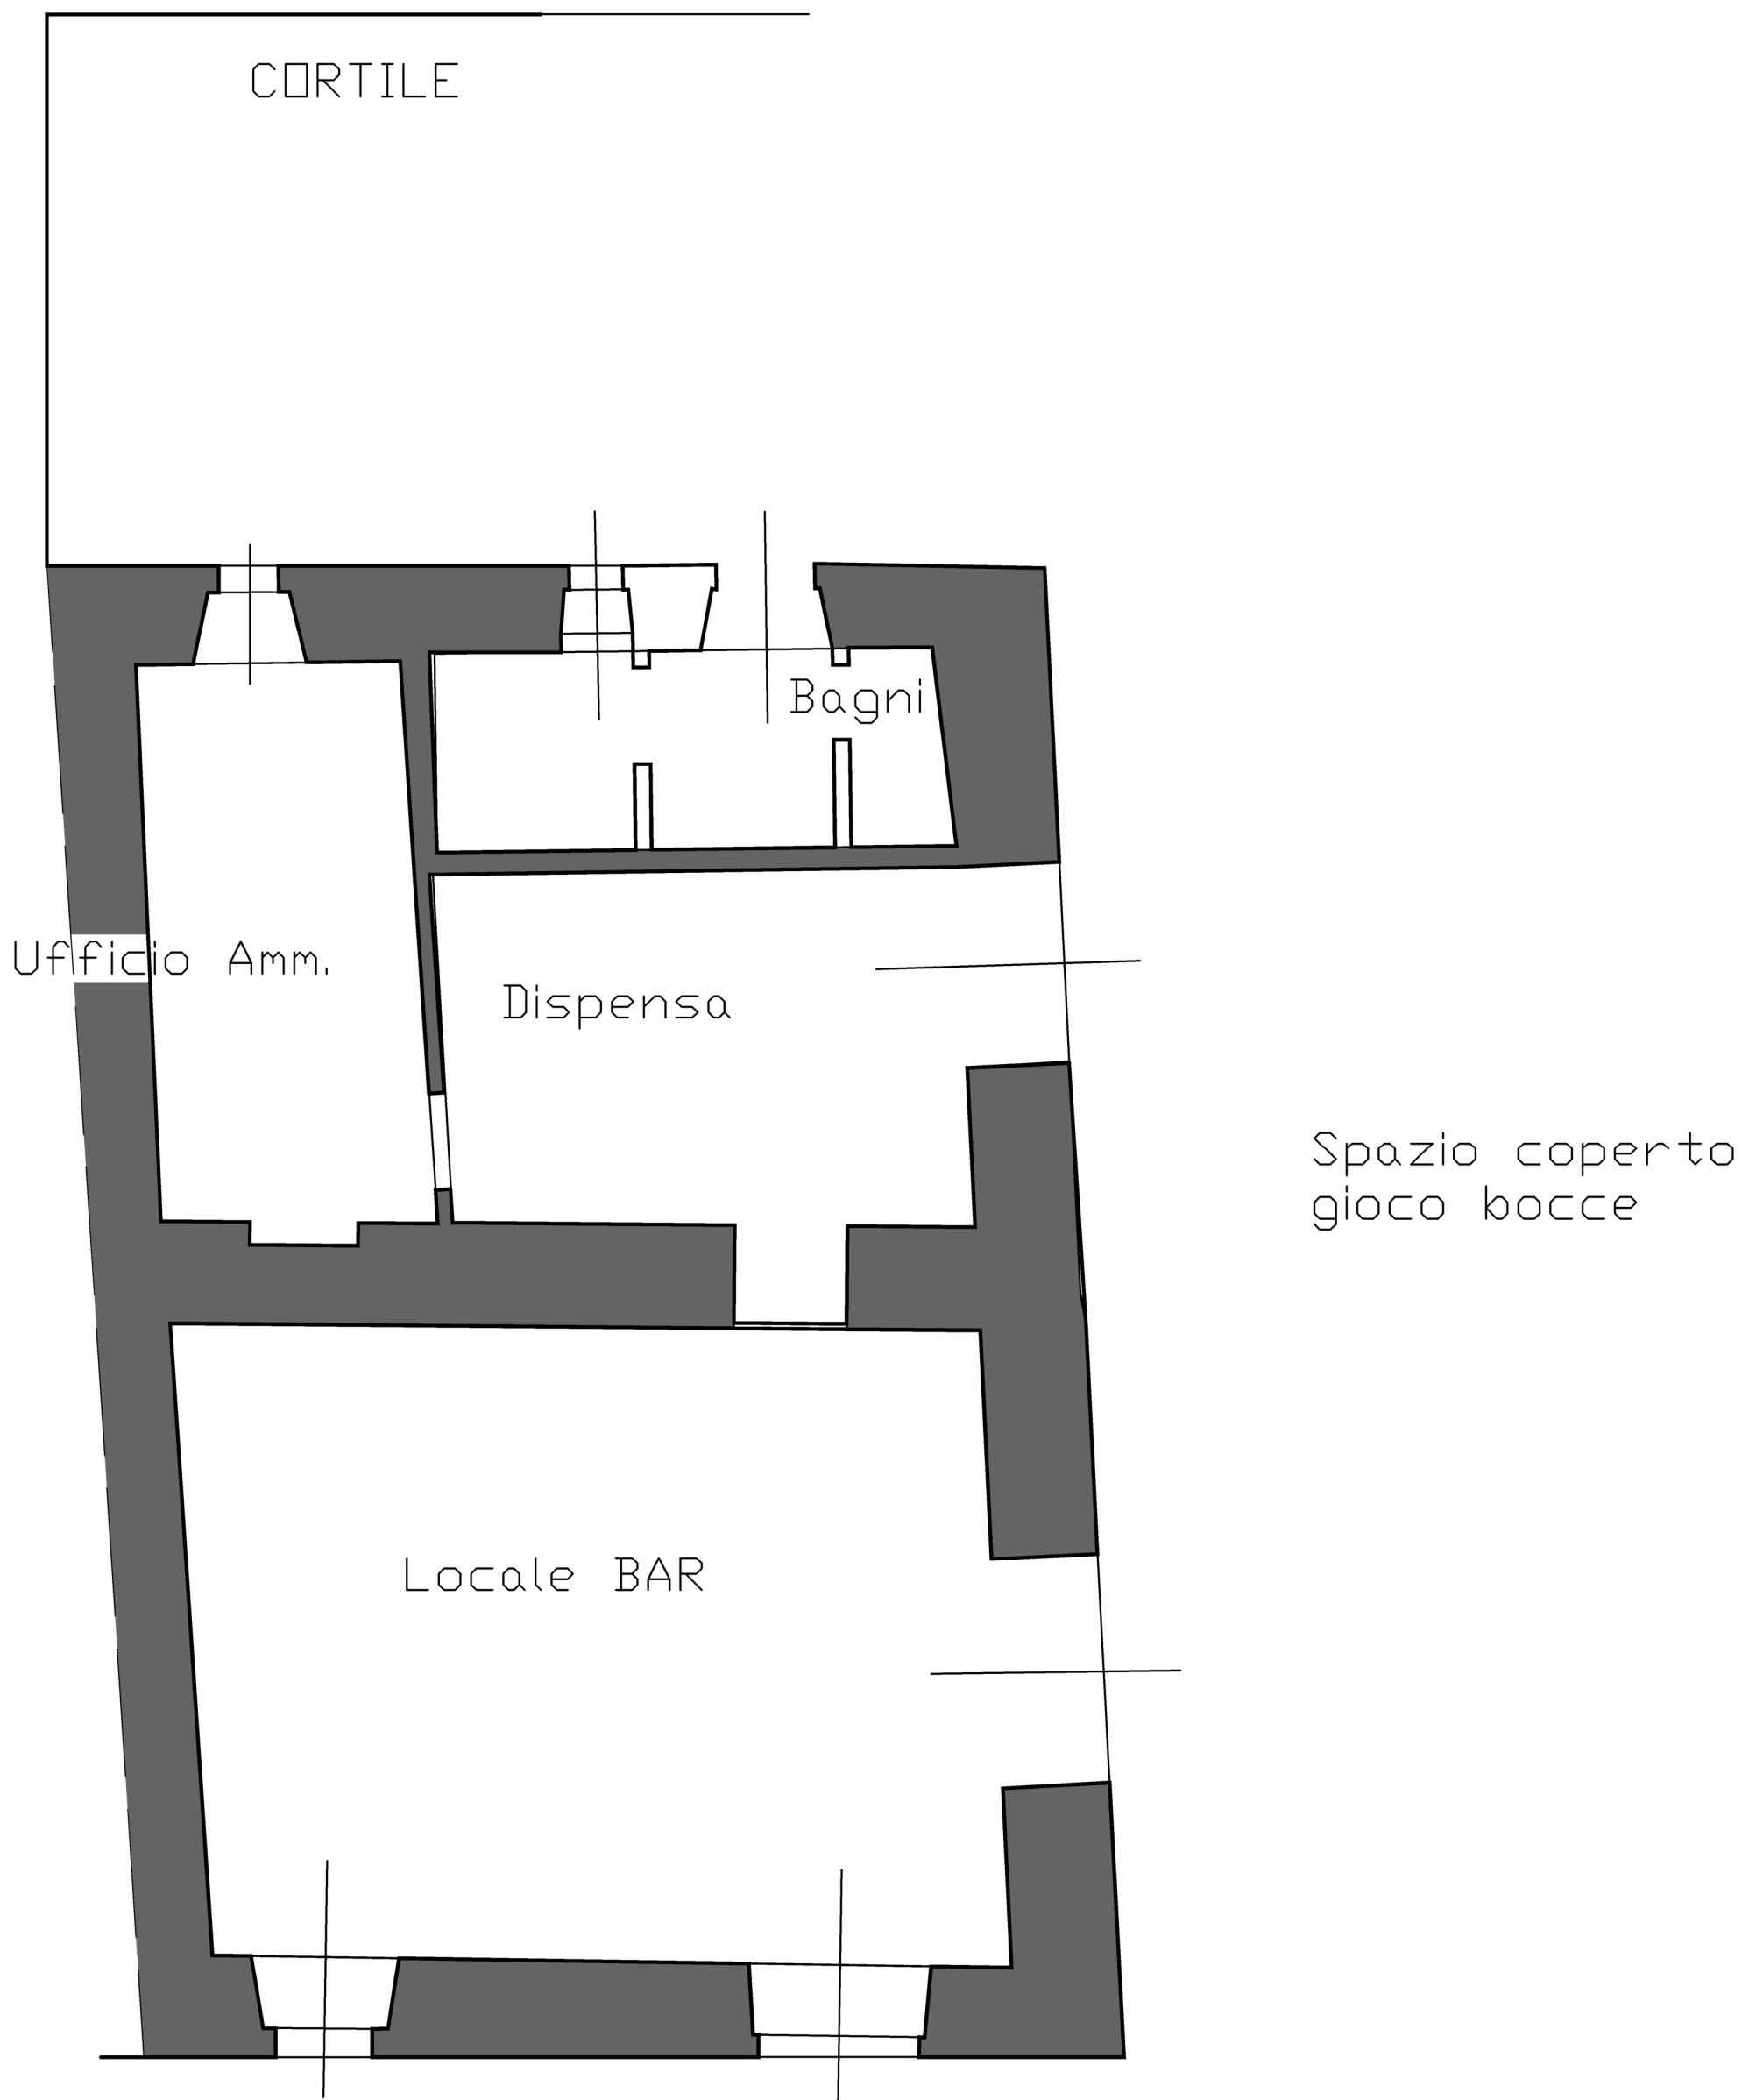 CORTILE
Bagni
Ufficio Amm.
Dispensa
Spazio coperto
gioco bocce
Locale BAR